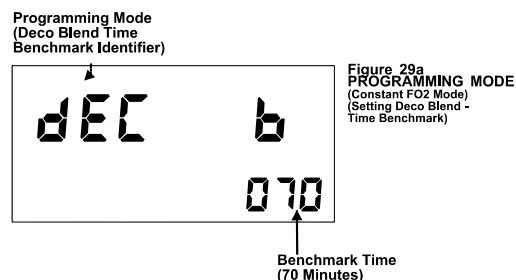 Programming Mode
(Deco Blend Time
Benchmark Identifier)
Figure 29a
PROGRAMMING MODE
(Constant FO2 Mode)
(Setting Deco Blend -
Time Benchmark)
dEC b
070
Benchmark Time
(70 Minutes)